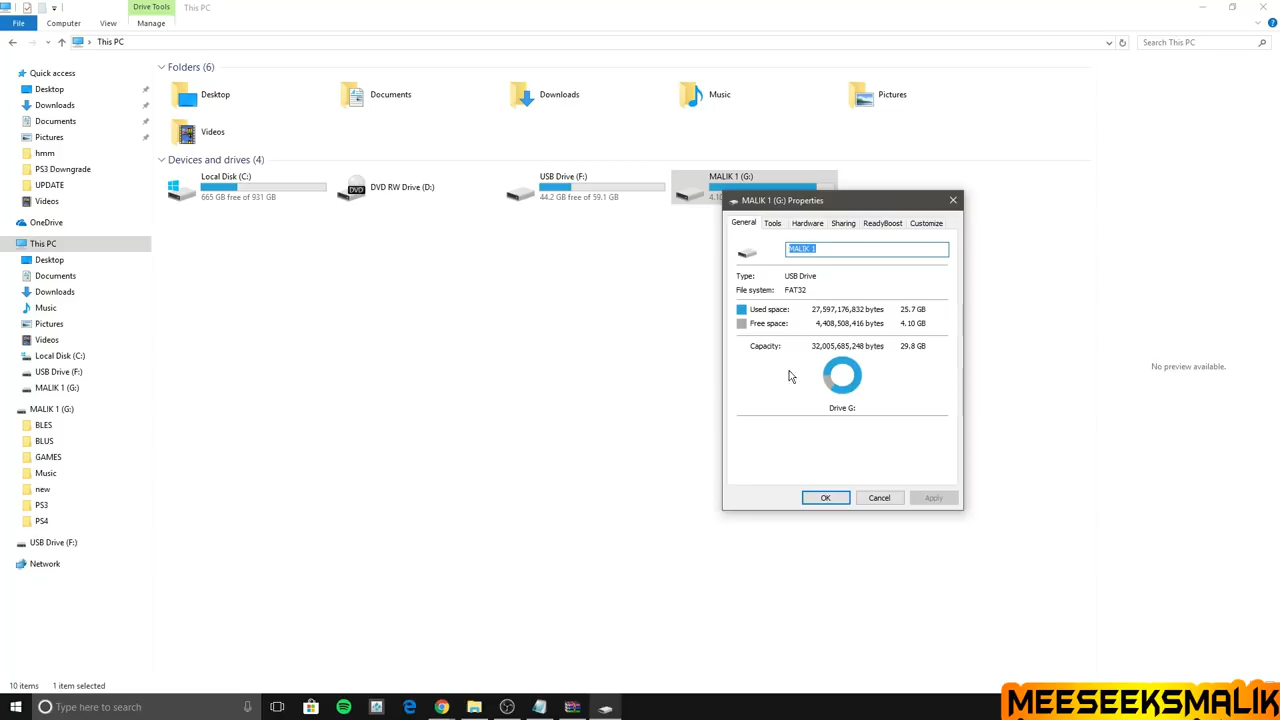 Drive Tools
This PC
File
Computer
View
Manage
This PC
Search This PC
Quick access
Desktop
Downloads
Documents
Pictures
hmm
PS3 Downgrade
UPDATE
Videos
OneDrive
This PC
Desktop
Documents
Downloads
Music
Pictures
Videos
Local Disk (C:)
USB Drive (F:)
MALIK 1 (G:)
MALIK 1 (G:)
BLES
BLUS
GAMES
Music
new
PS3
PS4
USB Drive (F:)
Network
Folders (6)
Desktop
Documents
Downloads
Music
Pictures
Videos
Devices and drives (4)
Local Disk (C:)
665 GB free of 931 GB
DVD
DVD RW Drive (D:)
USB Drive (F:)
44.2 GB free of 59.1 GB
MALIK 1 (G:)
MALIK 1 (G:) Properties
General Tools Hardware Sharing ReadyBoost Customize
MALIK 1
Type: USB Drive
File system: FAT32
Used space: 27,597,176,832 bytes 25.7 GB
Free space: 4,408,508,416 bytes 4.10 GB
Capacity: 32,005,685,248 bytes 29.8 GB
Drive G:
OK Cancel Apply
No preview available.
10 items 1 item selected
Type here to search
MEESEEKSMALIK